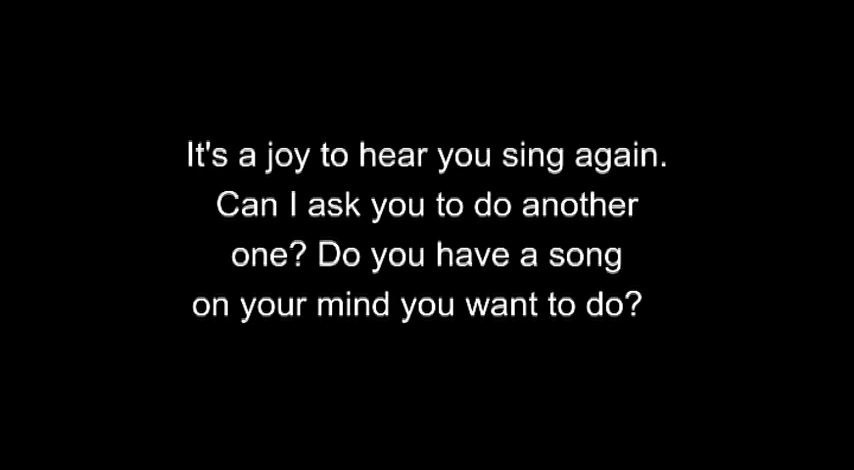 It's a joy to hear you sing again.
Can I ask you to do another
one? Do you have a song
on your mind you want to do?